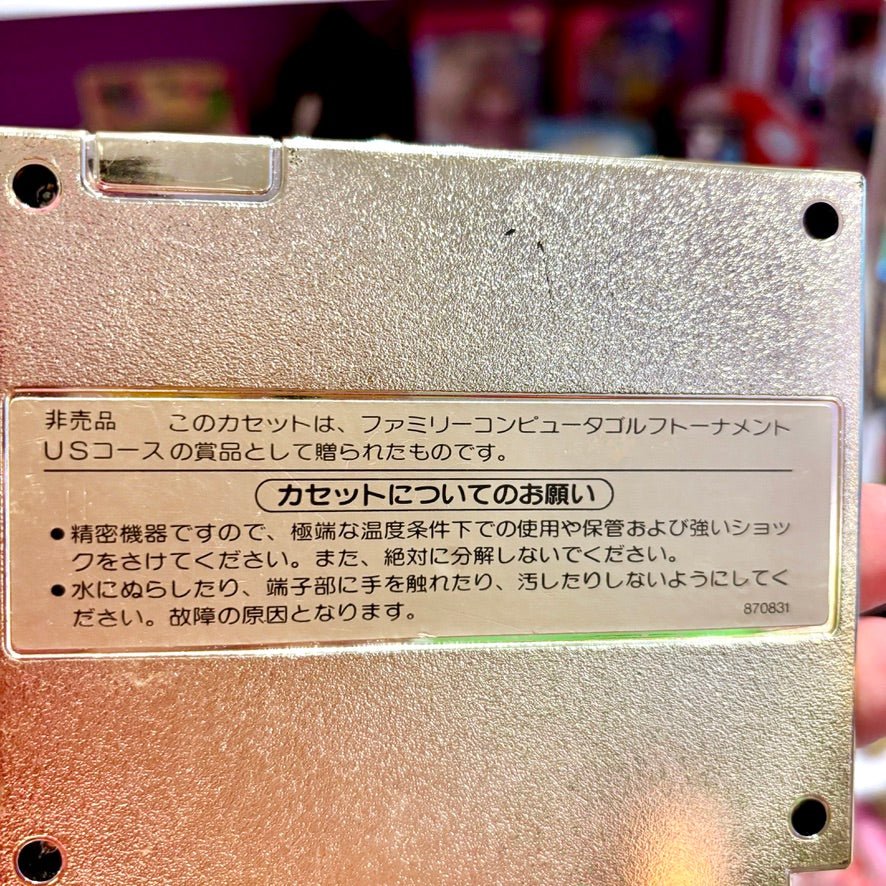 非売品　このカセットは、ファミリーコンピュータゴルフトーナメント
USコースの賞品として贈られたものです。
カセットについてのお願い
●精密機器ですので、極端な温度条件下での使用や保管および強いショッ
クをさけてください。また、絶対に分解しないでください。
●水にぬらしたり、端子部に手を触れたり、汚したりしないようにしてく
ださい。故障の原因となります。
870831